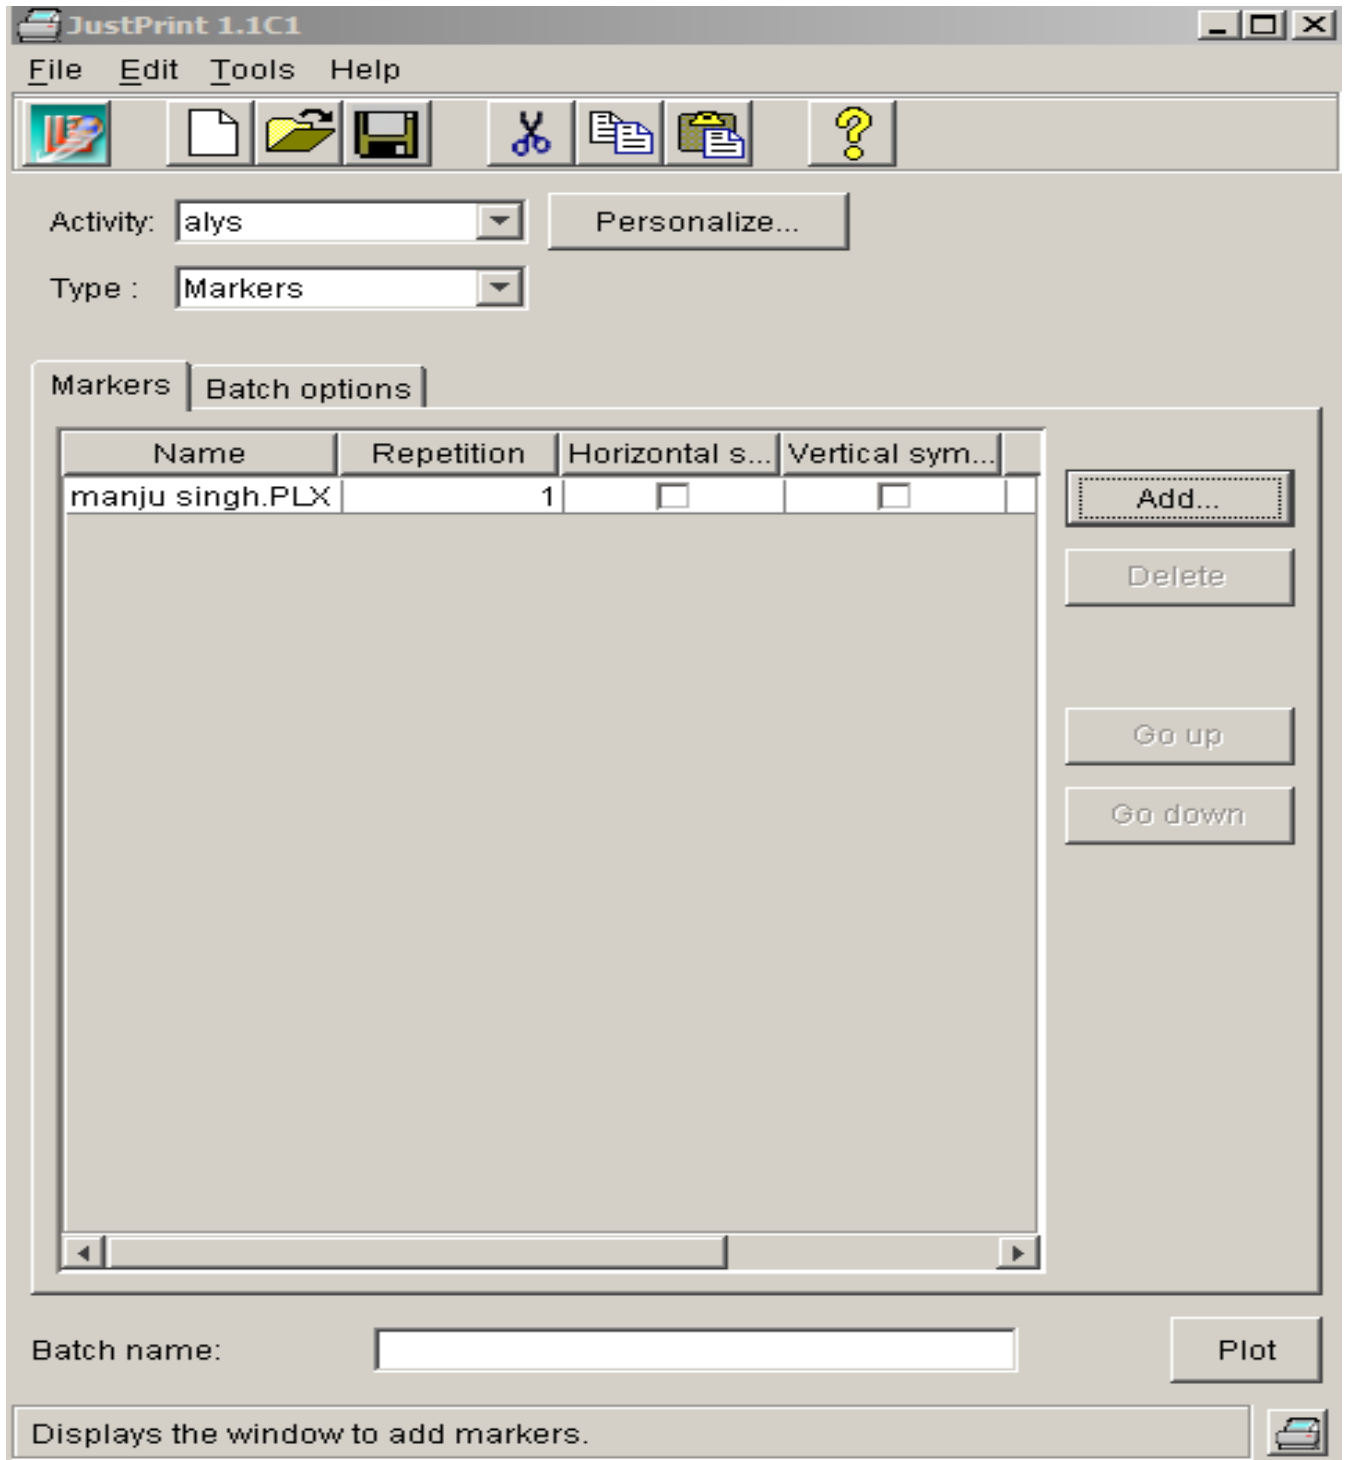 JustPrint 1.1C1
File Edit Tools Help
Activity: alys Personalize...
Type : Markers
Markers Batch options
Name Repetition Horizontal s... Vertical sym...
manju singh.PLX 1
Add...
Delete
Go up
Go down
Batch name: Plot
Displays the window to add markers.